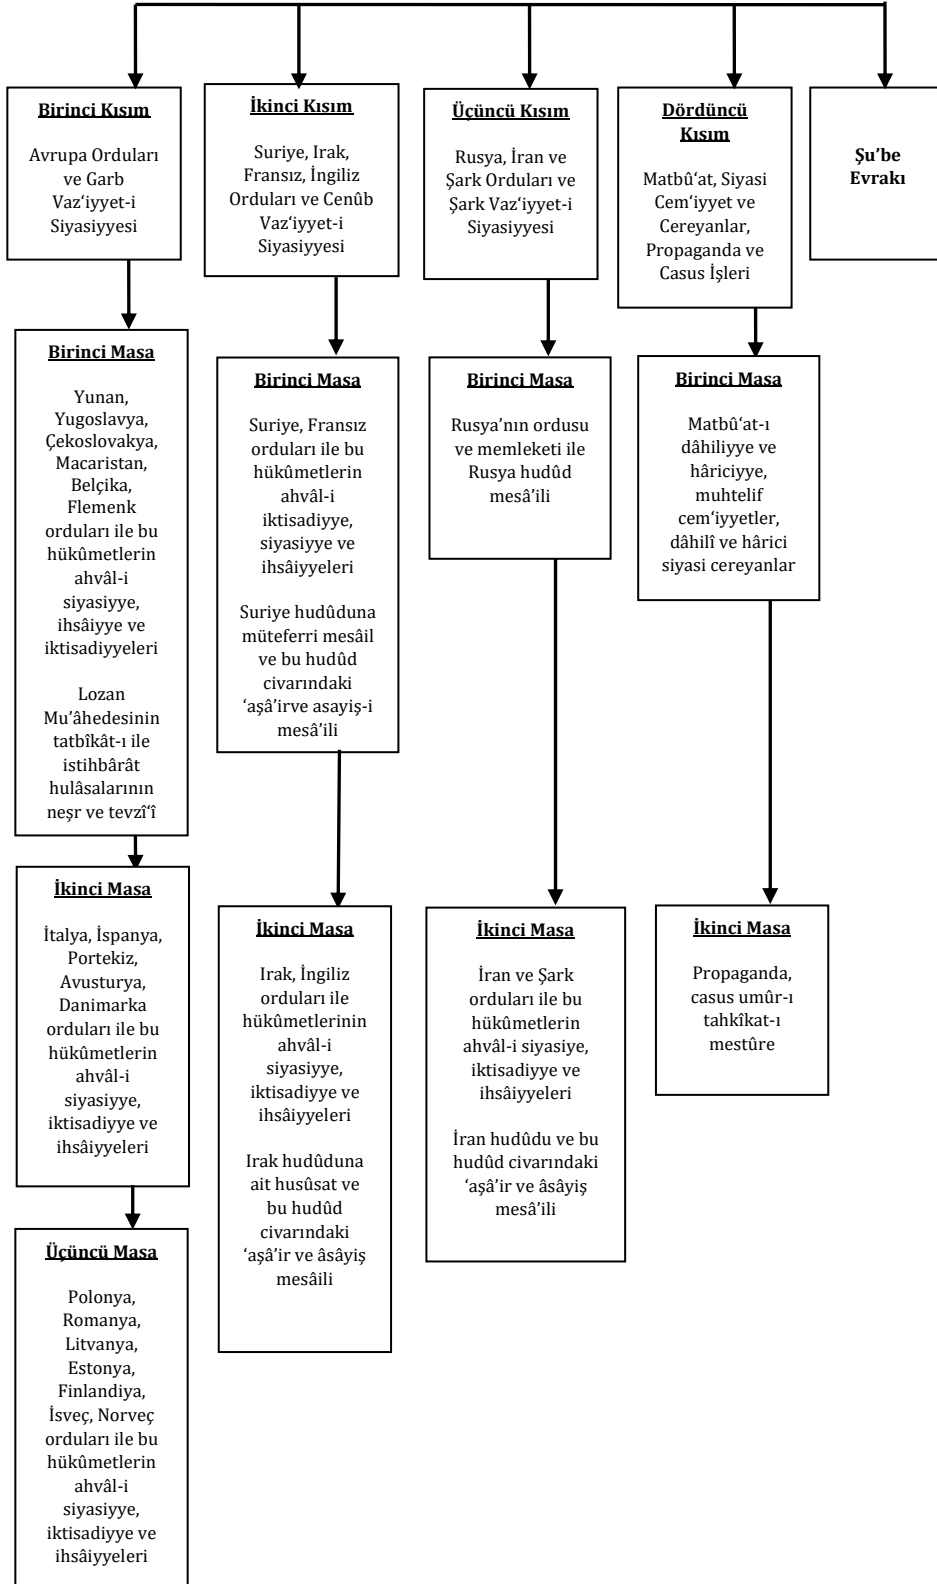 Birinci Kısım
Avrupa Orduları
ve Garb
Vaz‘iyyet-i
Siyasiyyesi
İkinci Kısım
Suriye, Irak,
Fransız, İngiliz
Orduları ve Cenûb
Vaz‘iyyet-i
Siyasiyyesi
Üçüncü Kısım
Rusya, İran ve
Şark Orduları ve
Şark Vaz‘iyyet-i
Siyasiyyesi
Dördüncü
Kısım
Matbû‘at, Siyasi
Cem‘iyyet ve
Cereyanlar,
Propaganda ve
Casus İşleri
Şu’be
Evrakı
Birinci Masa
Yunan,
Yugoslavya,
Çekoslovakya,
Macaristan,
Belçika,
Flemenk
orduları ile bu
hükûmetlerin
ahvâl-i
siyasiyye,
ihsâiyye ve
iktisadiyyeleri
Lozan
Mu’âhedesinin
tatbîkât-ı ile
istihbârât
hulâsalarının
neşr ve tevzî‘î
Birinci Masa
Suriye, Fransız
orduları ile bu
hükûmetlerin
ahvâl-i
iktisadiyye,
siyasiyye ve
ihsâiyyeleri
Suriye hudûduna
müteferri mesâil
ve bu hudûd
civarındaki
‘aşâ’irve asayiş-i
mesâ’ili
Birinci Masa
Rusya’nın ordusu
ve memleketi ile
Rusya hudûd
mesâ’ili
Birinci Masa
Matbû‘at-ı
dâhiliyye ve
hâriciyye,
muhtelif
cem‘iyyetler,
dâhilî ve hârici
siyasi cereyanlar
İkinci Masa
İtalya, İspanya,
Portekiz,
Avusturya,
Danimarka
orduları ile bu
hükûmetlerin
ahvâl-i
siyasiyye,
iktisadiyye ve
ihsâiyyeleri
İkinci Masa
Irak, İngiliz
orduları ile
hükûmetlerinin
ahvâl-i
siyasiyye,
iktisadiyye ve
ihsâiyyeleri
Irak hudûduna
ait husûsat ve
bu hudûd
civarındaki
‘aşâ’ir ve âsâyiş
mesâili
İkinci Masa
İran ve Şark
orduları ile bu
hükûmetlerin
ahvâl-i siyasiye,
iktisadiyye ve
ihsâiyyeleri
İran hudûdu ve bu
hudûd civarındaki
‘aşâ’ir ve âsâyiş
mesâ’ili
İkinci Masa
Propaganda,
casus umûr-ı
tahkîkat-ı
mestûre
Üçüncü Masa
Polonya,
Romanya,
Litvanya,
Estonya,
Finlandiya,
İsveç, Norveç
orduları ile bu
hükûmetlerin
ahvâl-i
siyasiyye,
iktisadiyye ve
ihsâiyyeleri